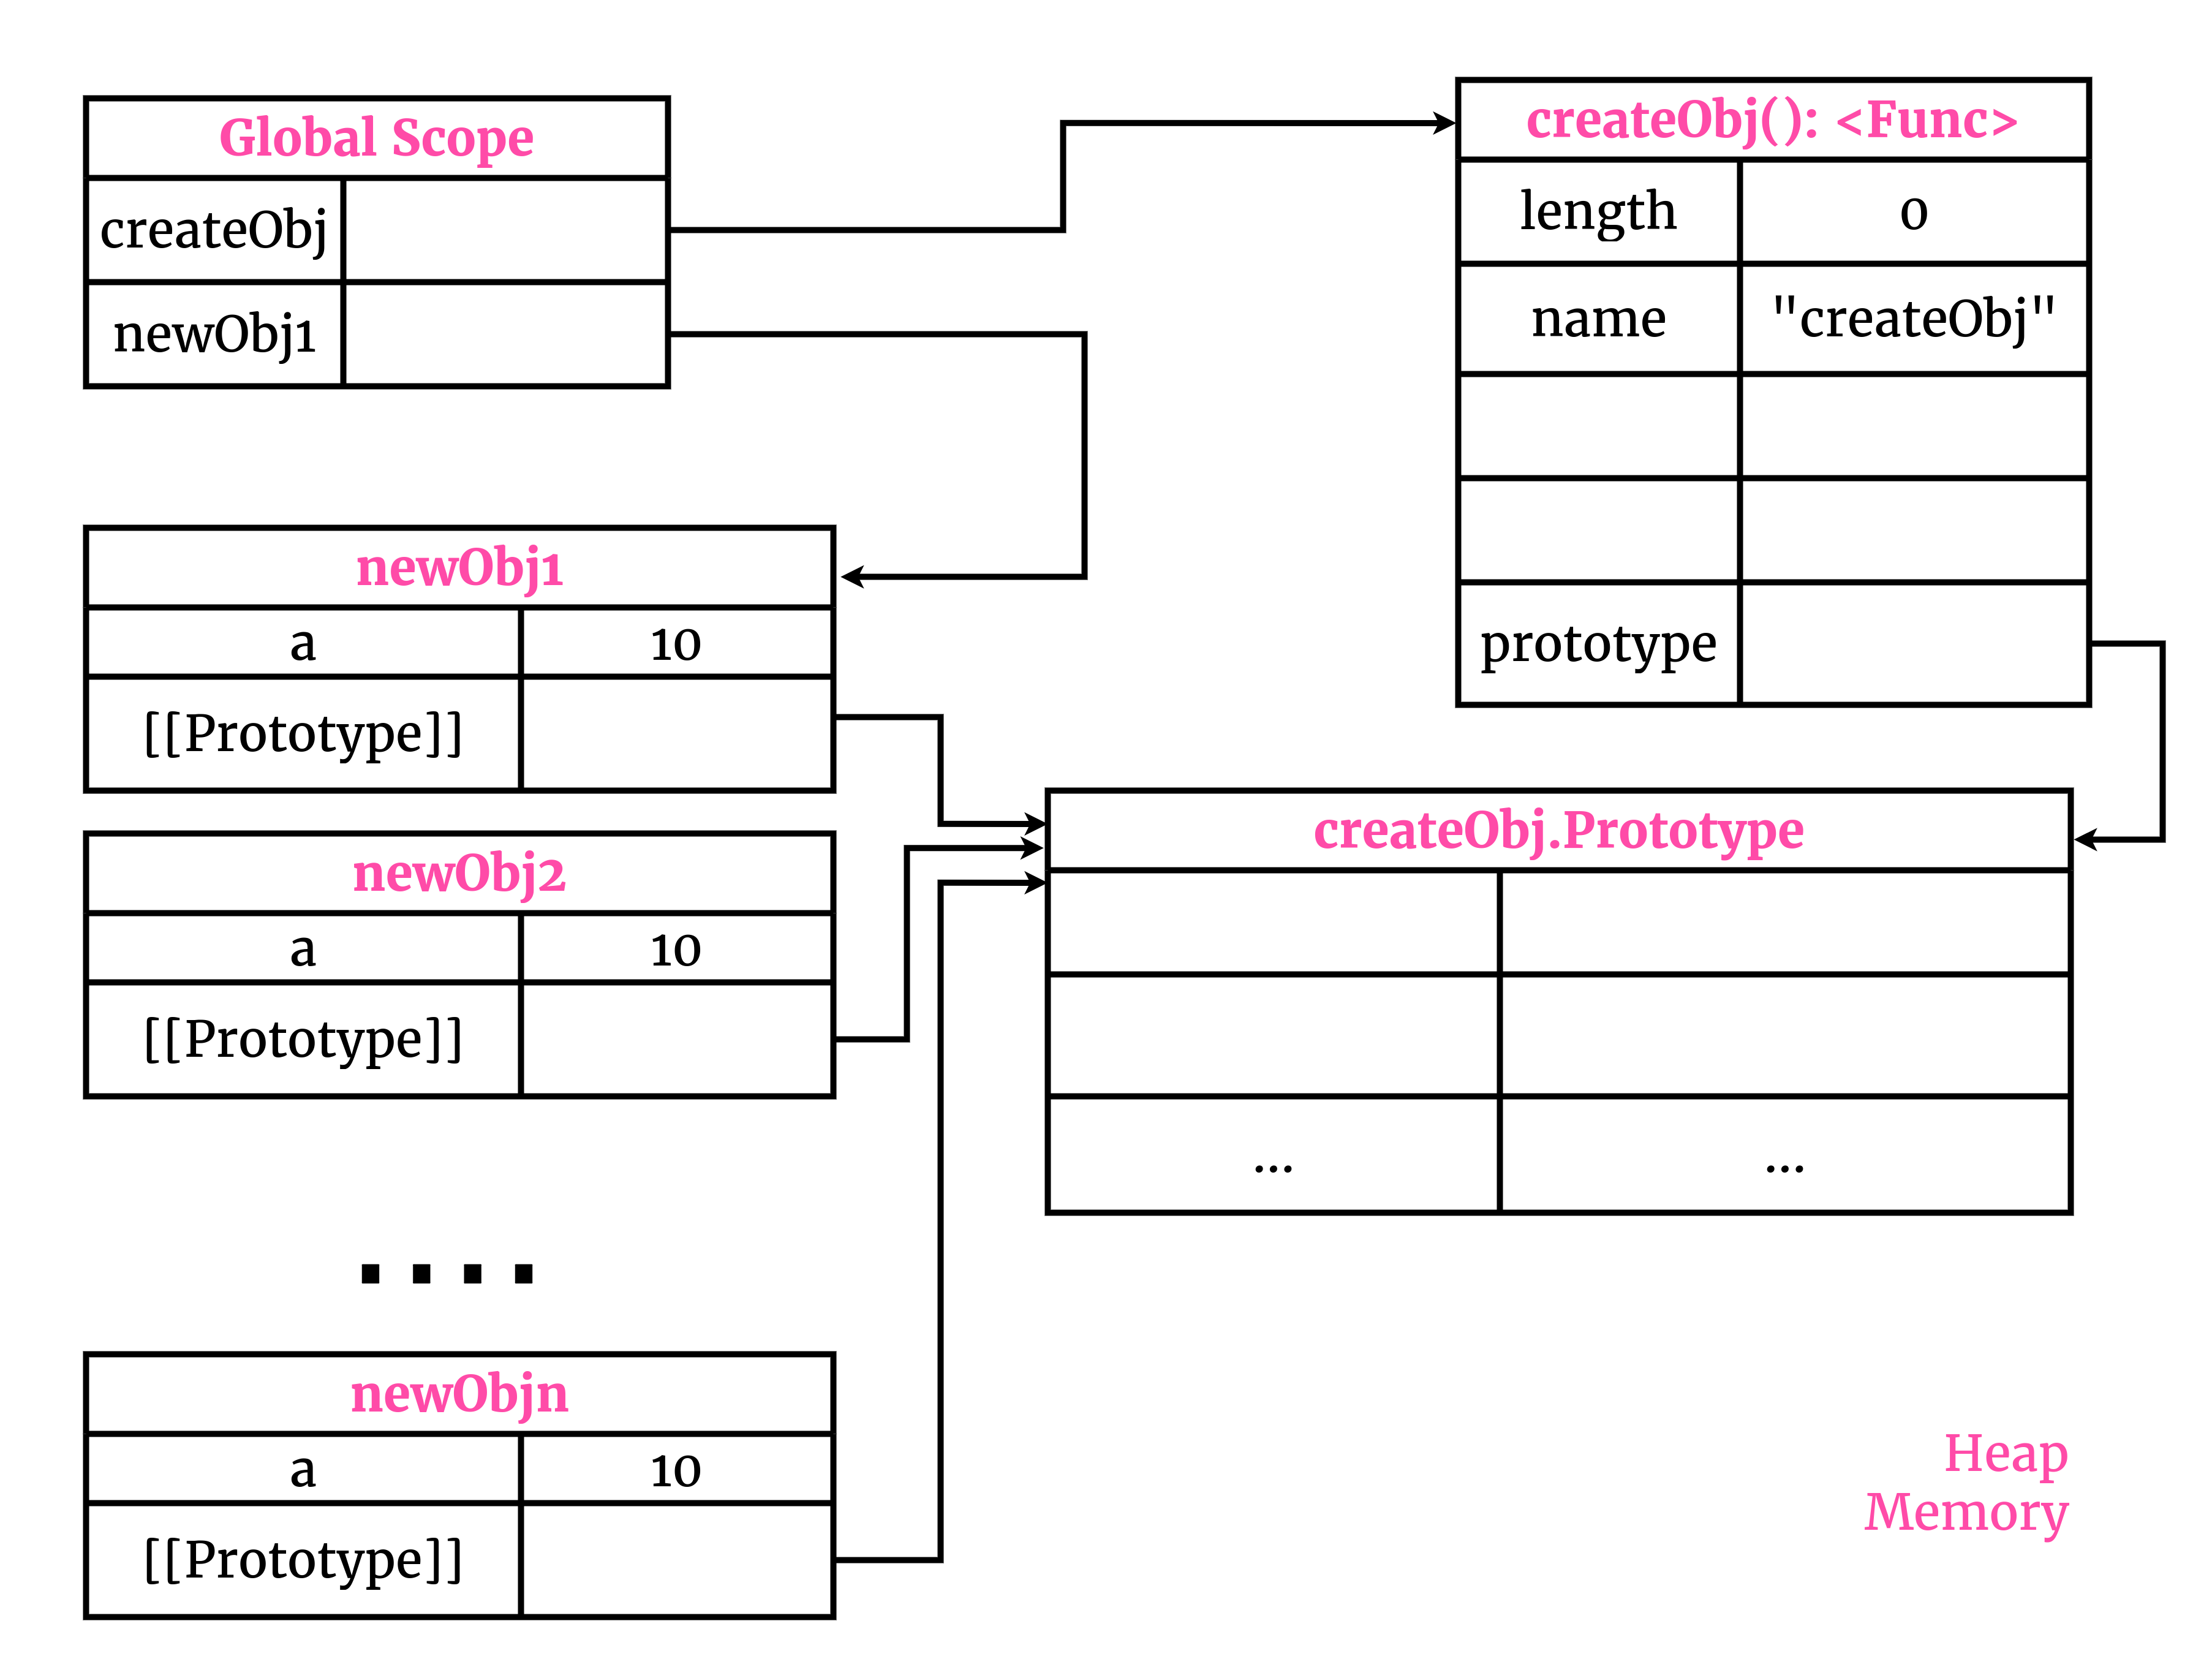 Global Scope
createObj
newObj1
createObj(): <Func>
length 0
name "createObj"
prototype
newObj1
a 10
[[Prototype]]
newObj2
a 10
[[Prototype]]
createObj.Prototype
... ...
....
newObjn
a 10
[[Prototype]]
Heap
Memory